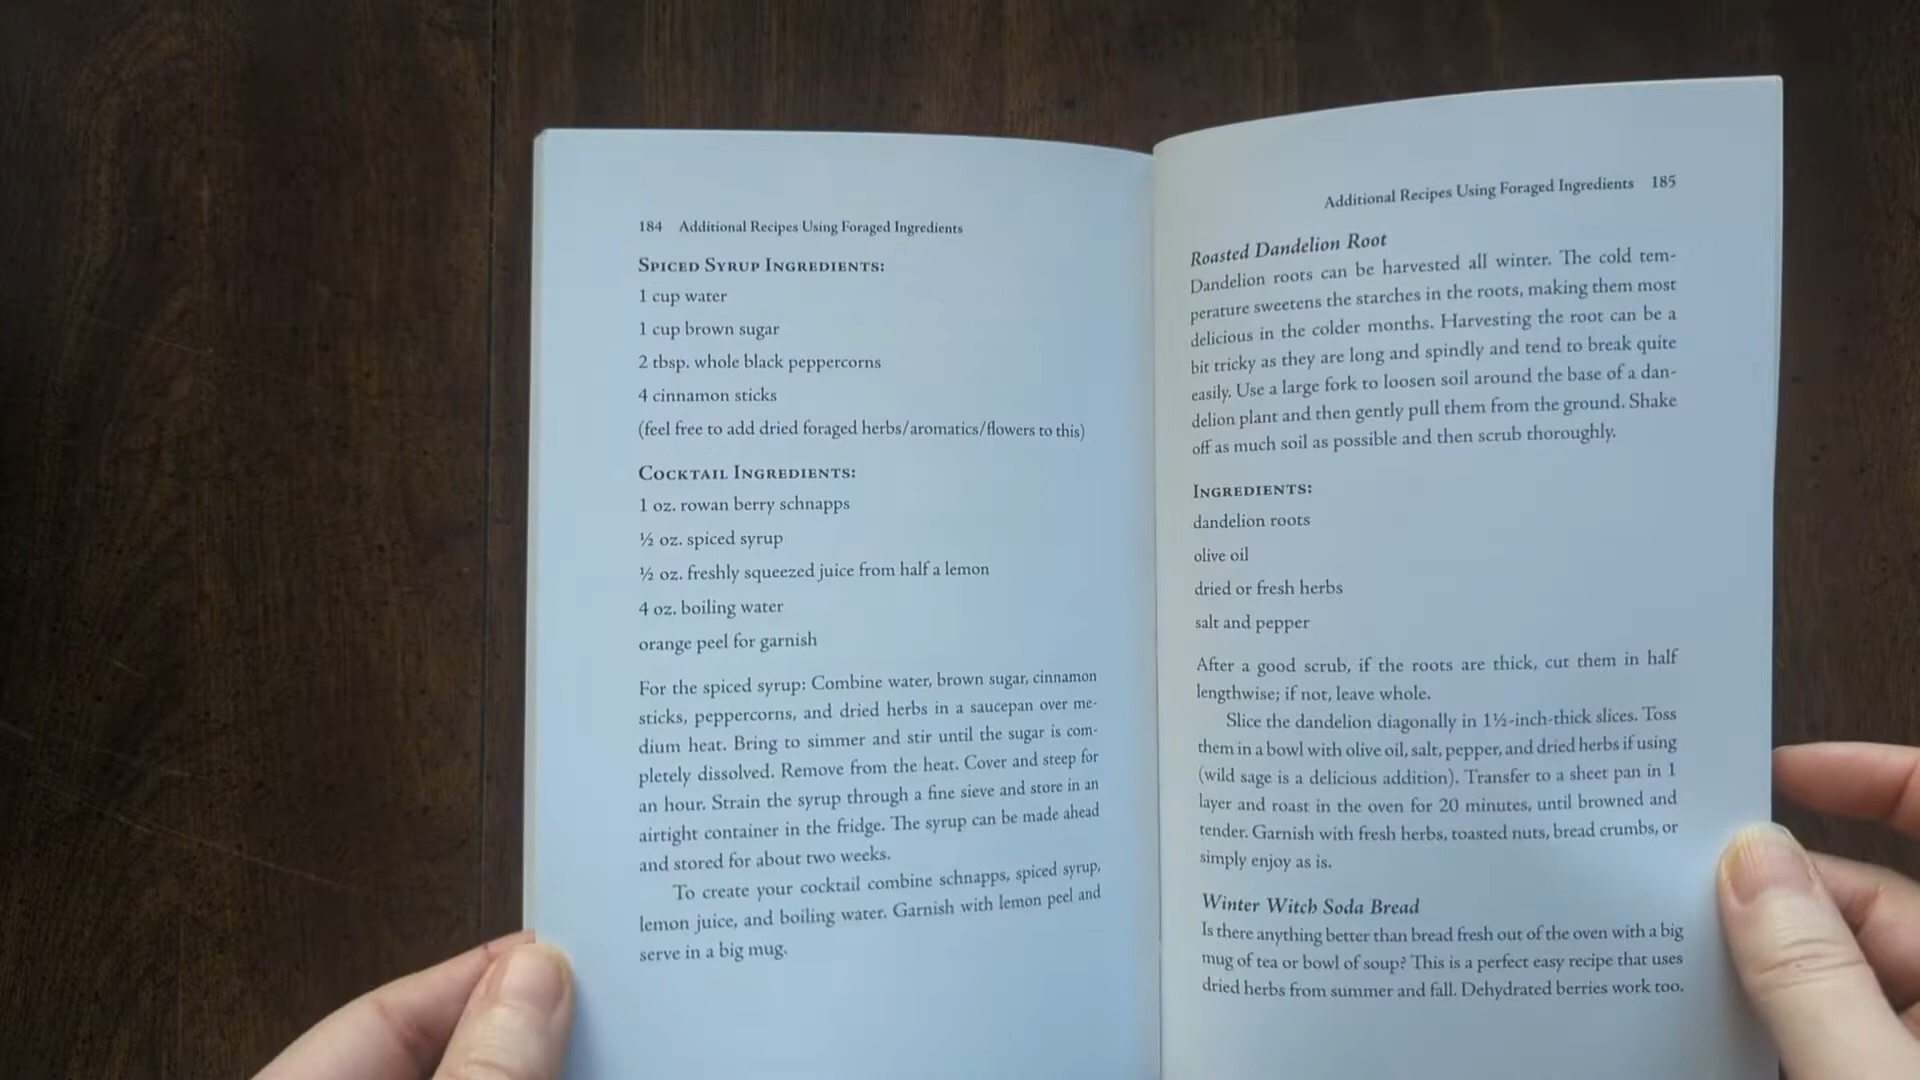 184 Additional Recipes Using Foraged Ingredients
Spiced Syrup Ingredients:
1 cup water
1 cup brown sugar
2 tbsp. whole black peppercorns
4 cinnamon sticks
(feel free to add dried foraged herbs/aromatics/flowers to this)
Cocktail Ingredients:
1 oz. rowan berry schnapps
½ oz. spiced syrup
½ oz. freshly squeezed juice from half a lemon
4 oz. boiling water
orange peel for garnish
For the spiced syrup: Combine water, brown sugar, cinnamon
sticks, peppercorns, and dried herbs in a saucepan over me-
dium heat. Bring to simmer and stir until the sugar is com-
pletely dissolved. Remove from the heat. Cover and steep for
an hour. Strain the syrup through a fine sieve and store in an
airtight container in the fridge. The syrup can be made ahead
and stored for about two weeks.
To create your cocktail combine schnapps, spiced syrup,
lemon juice, and boiling water. Garnish with lemon peel and
serve in a big mug.
Additional Recipes Using Foraged Ingredients 185
Roasted Dandelion Root
Dandelion roots can be harvested all winter. The cold tem-
perature sweetens the starches in the roots, making them most
delicious in the colder months. Harvesting the root can be a
bit tricky as they are long and spindly and tend to break quite
easily. Use a large fork to loosen soil around the base of a dan-
delion plant and then gently pull them from the ground. Shake
off as much soil as possible and then scrub thoroughly.
Ingredients:
dandelion roots
olive oil
dried or fresh herbs
salt and pepper
After a good scrub, if the roots are thick, cut them in half
lengthwise; if not, leave whole.
Slice the dandelion diagonally in 1½-inch-thick slices. Toss
them in a bowl with olive oil, salt, pepper, and dried herbs if using
(wild sage is a delicious addition). Transfer to a sheet pan in 1
layer and roast in the oven for 20 minutes, until browned and
tender. Garnish with fresh herbs, toasted nuts, bread crumbs, or
simply enjoy as is.
Winter Witch Soda Bread
Is there anything better than bread fresh out of the oven with a big
mug of tea or bowl of soup? This is a perfect easy recipe that uses
dried herbs from summer and fall. Dehydrated berries work too.